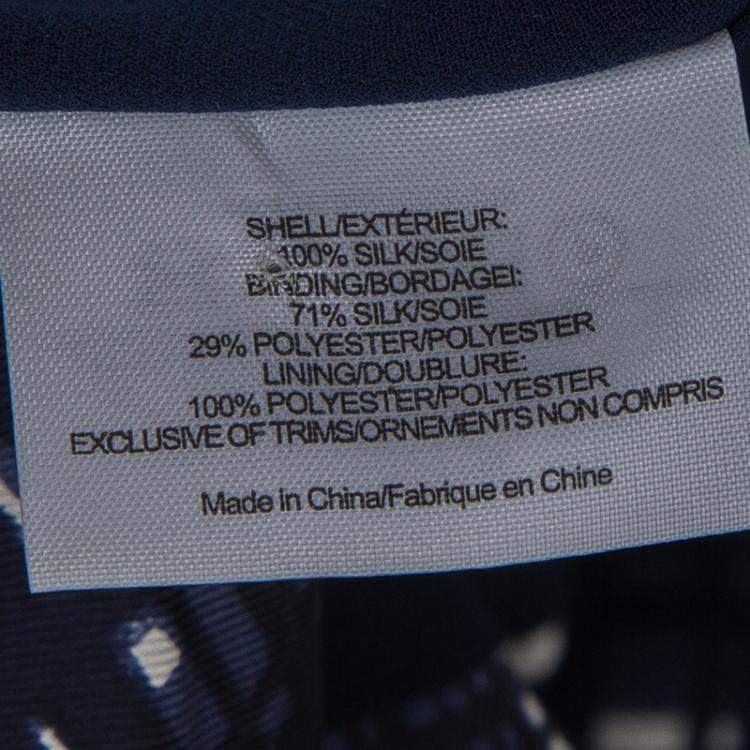 SHELL/EXTÉRIEUR:
100% SILK/SOIE
BINDING/BORDAGEI:
71% SILK/SOIE
29% POLYESTER/POLYESTER
LINING/DOUBLURE:
100% POLYESTER/POLYESTER
EXCLUSIVE OF TRIMS/ORNEMENTS NON COMPRIS
Made in China/Fabrique en Chine